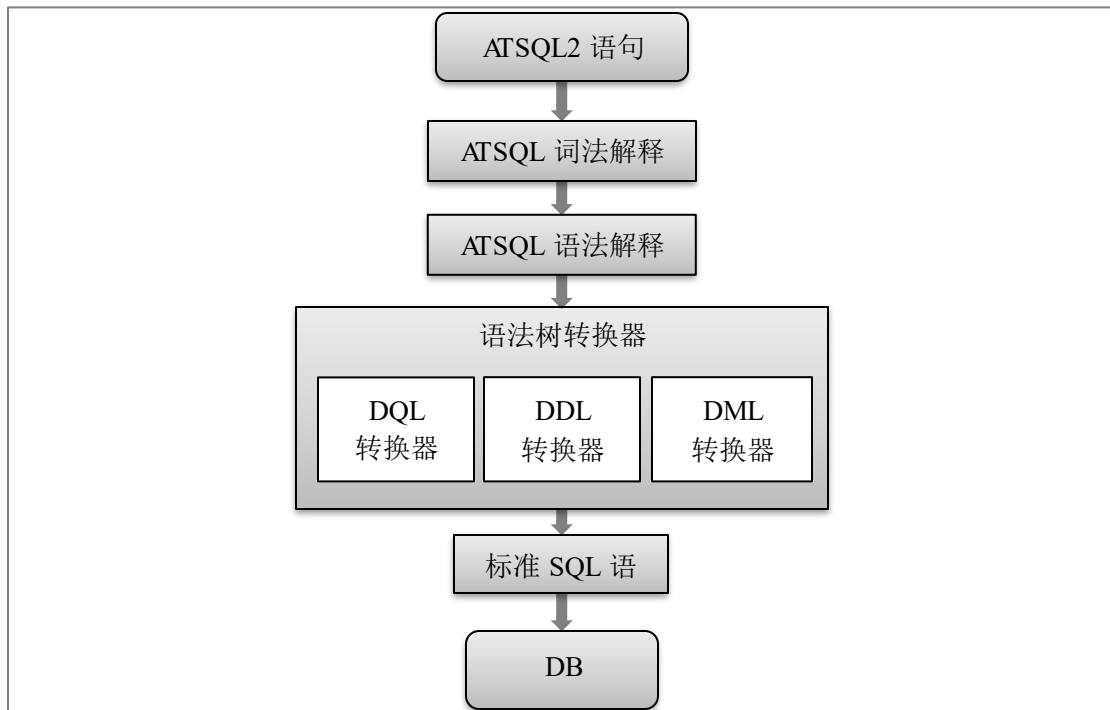 ATSQL2 语句
ATSQL 词法解释
ATSQL 语法解释
语法树转换器
DQL
转换器
DDL
转换器
DML
转换器
标准 SQL 语
DB